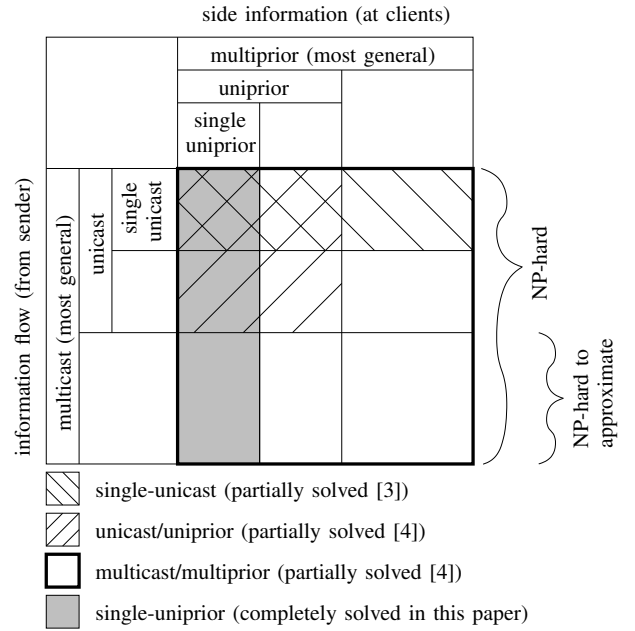 side information (at clients)
multiprior (most general)
uniprior
single
uniprior
information flow (from sender)
multicast (most general)
unicast
single
unicast
NP-hard
NP-hard to
approximate
single-unicast (partially solved [3])
unicast/uniprior (partially solved [4])
multicast/multiprior (partially solved [4])
single-uniprior (completely solved in this paper)